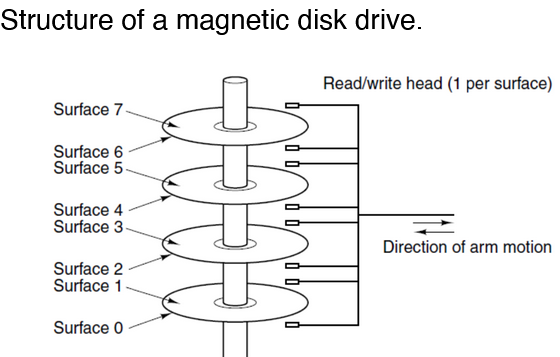 Structure of a magnetic disk drive.
Read/write head (1 per surface)
Surface 7
Surface 6
Surface 5
Surface 4
Surface 3
Direction of arm motion
Surface 2
Surface 1
Surface 0